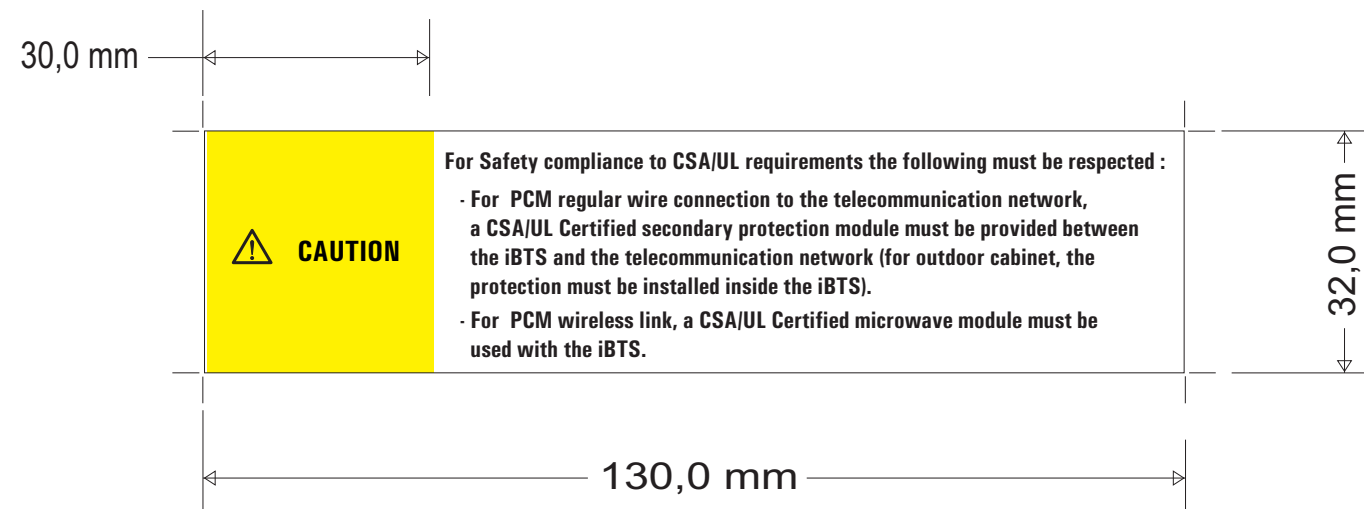 30,0 mm
CAUTION
For Safety compliance to CSA/UL requirements the following must be respected :
- For  PCM regular wire connection to the telecommunication network,
a CSA/UL Certified secondary protection module must be provided between
the iBTS and the telecommunication network (for outdoor cabinet, the
protection must be installed inside the iBTS).
- For  PCM wireless link, a CSA/UL Certified microwave module must be
used with the iBTS.
32,0 mm
130,0 mm